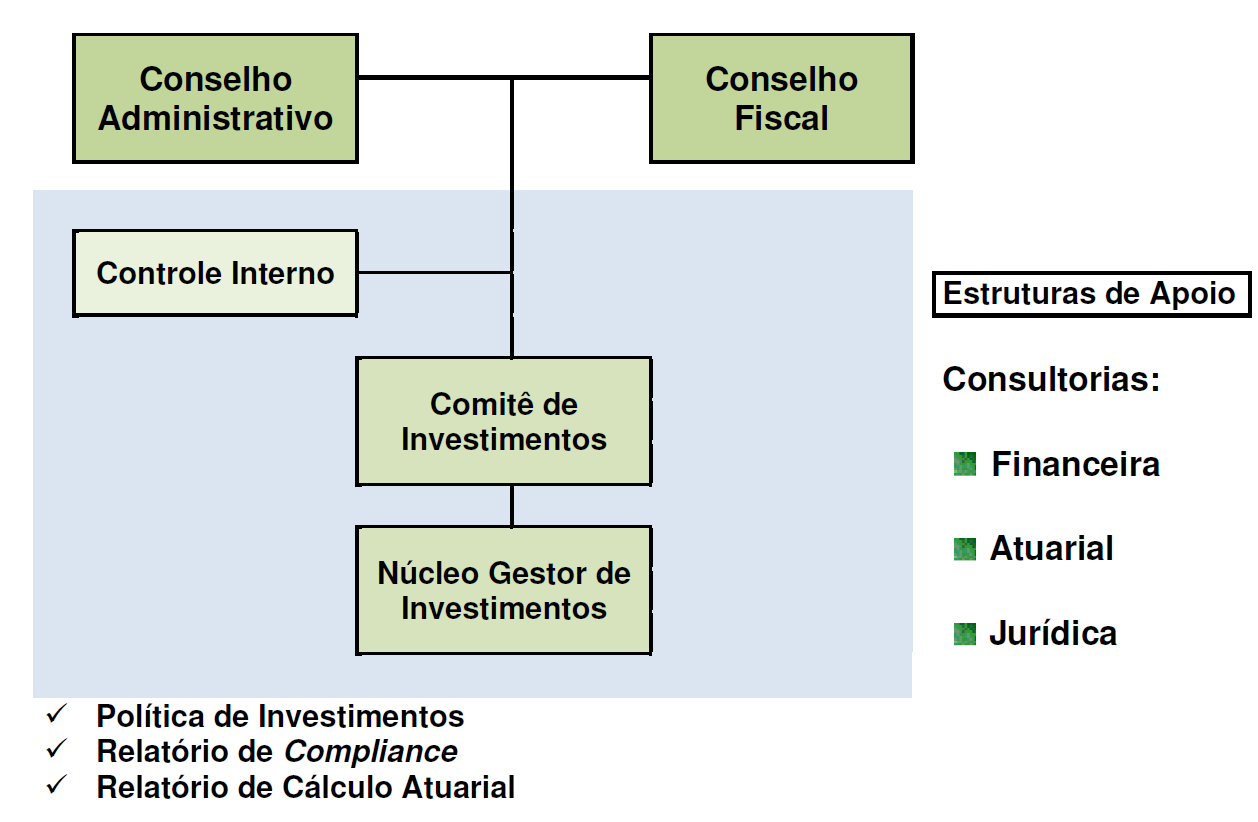 Conselho
Administrativo
Conselho
Fiscal
Controle Interno
Estruturas de Apoio
Comitê de
Investimentos
Consultorias:
Financeira
Núcleo Gestor de
Investimentos
Atuarial
Jurídica
✓ Política de Investimentos
✓ Relatório de Compliance
✓ Relatório de Cálculo Atuarial